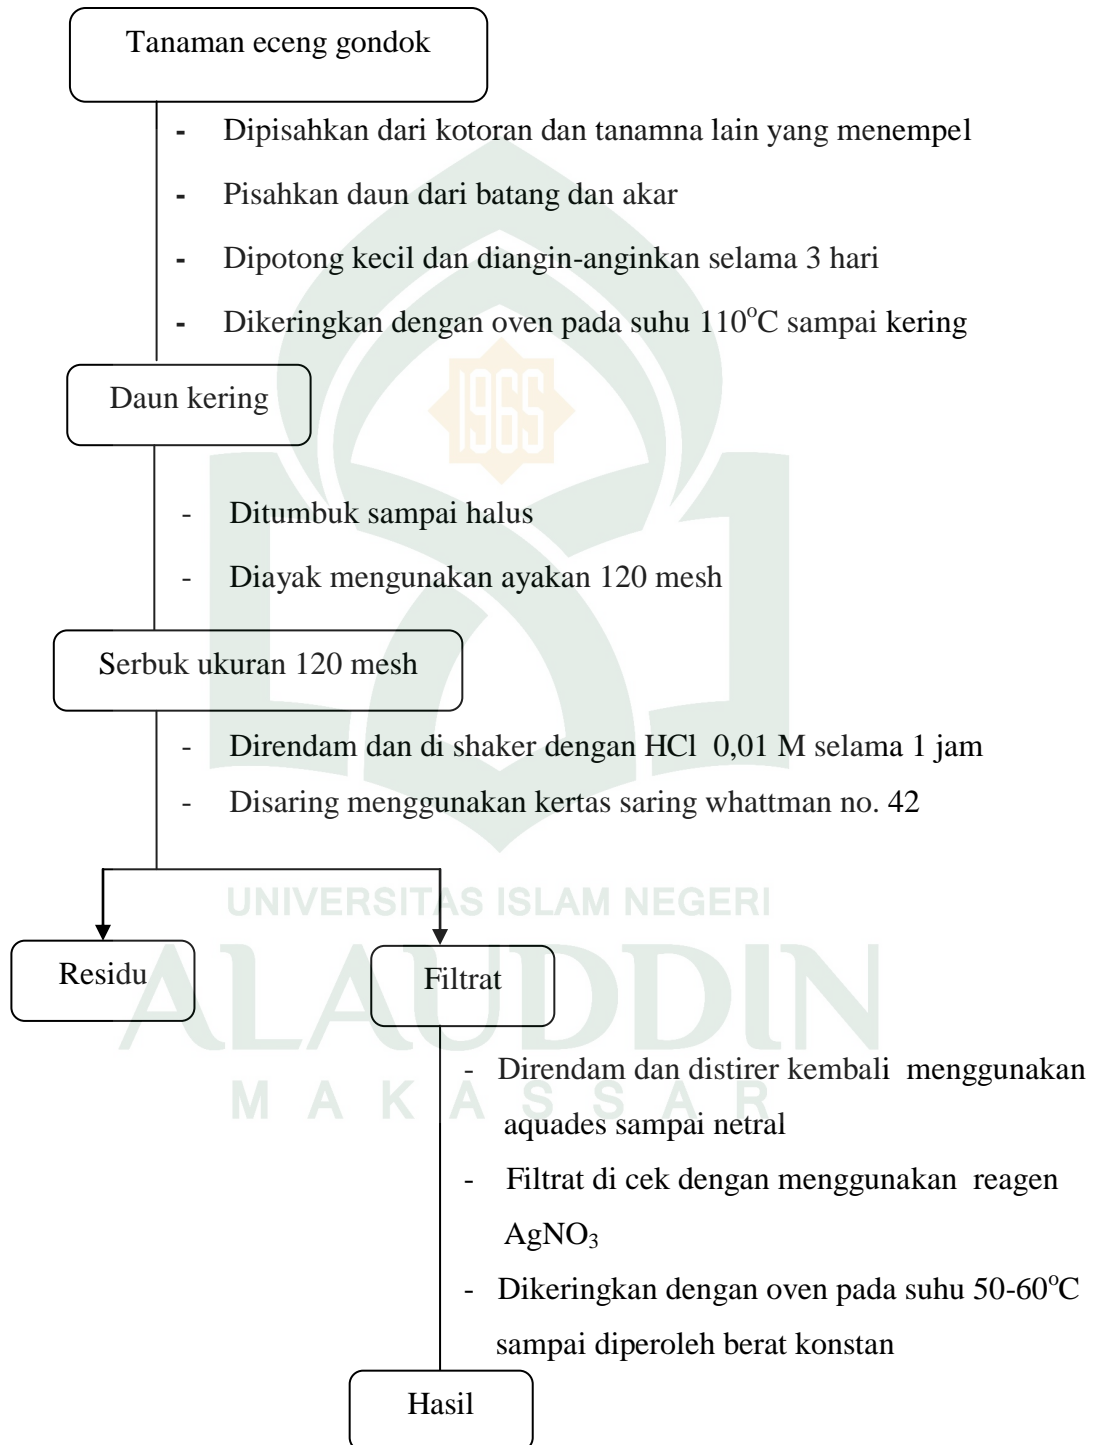 Tanaman eceng gondok
- Dipisahkan dari kotoran dan tanamna lain yang menempel
- Pisahkan daun dari batang dan akar
- Dipotong kecil dan diangin-anginkan selama 3 hari
- Dikeringkan dengan oven pada suhu 110°C sampai kering
1965
Daun kering
- Ditumbuk sampai halus
- Diayak mengunakan ayakan 120 mesh
Serbuk ukuran 120 mesh
- Direndam dan di shaker dengan HCl 0,01 M selama 1 jam
- Disaring menggunakan kertas saring whattman no. 42
UNIVERSITAS ISLAM NEGERI
ALAUDDIN
MAKASSAR
Residu
Filtrat
- Direndam dan distirer kembali menggunakan
aquades sampai netral
- Filtrat di cek dengan menggunakan reagen
AgNO₃
- Dikeringkan dengan oven pada suhu 50-60°C
sampai diperoleh berat konstan
Hasil